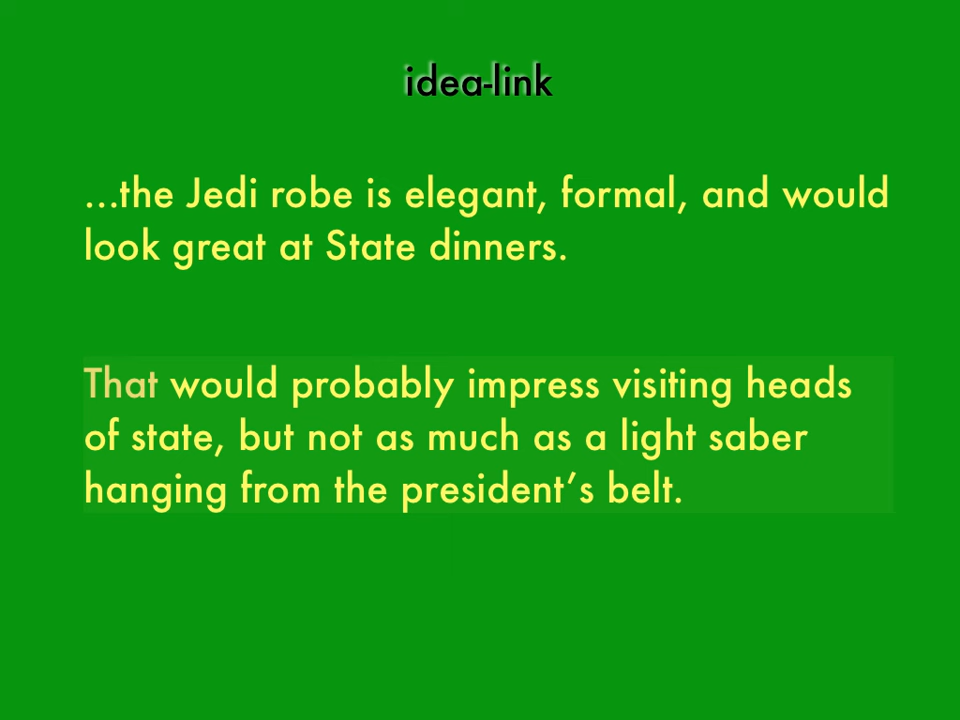 idea-link
...the Jedi robe is elegant, formal, and would
look great at State dinners.
That would probably impress visiting heads
of state, but not as much as a light saber
hanging from the president’s belt.